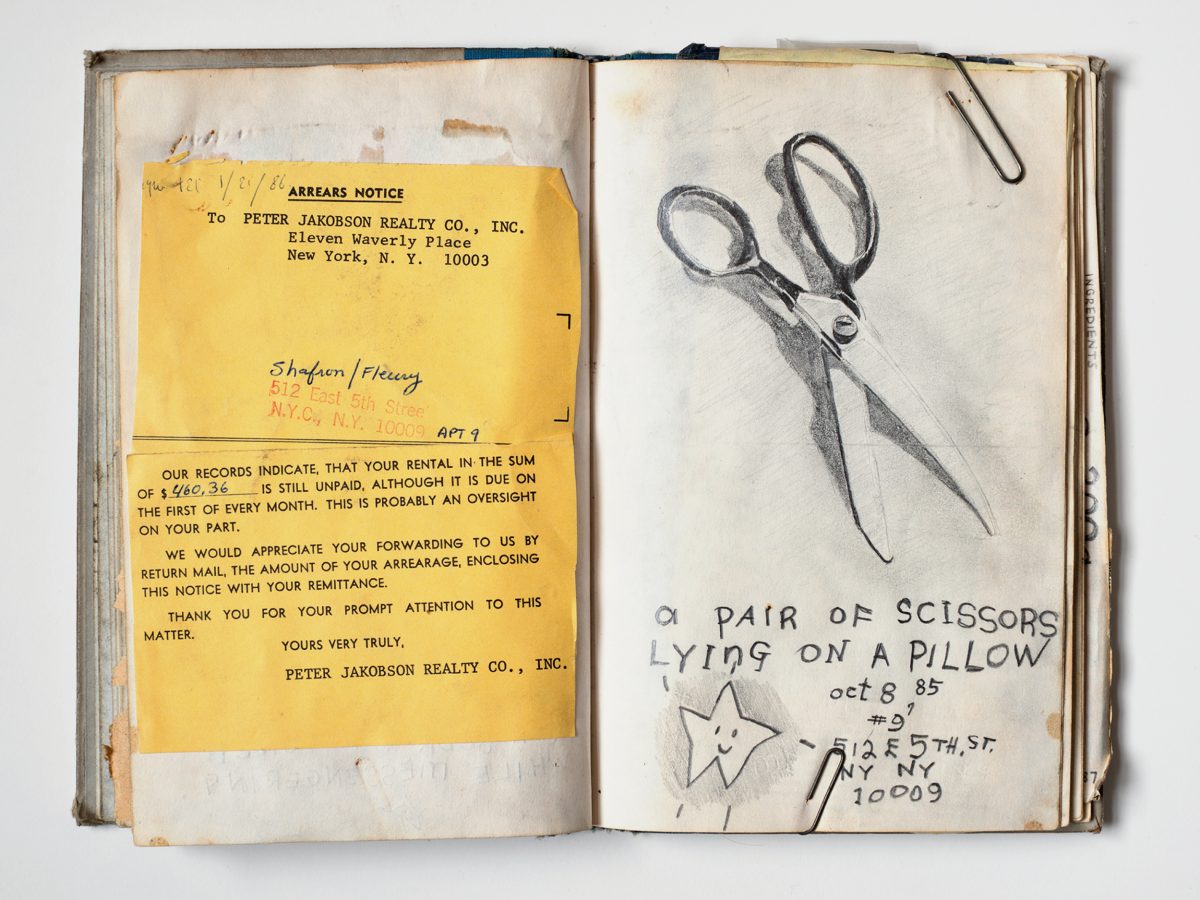 1/21/86
ARREARS NOTICE
To PETER JAKOBSON REALTY CO., INC.
Eleven Waverly Place
New York, N. Y. 10003
Shafron/Fleury
512 East 5th Stree
N.Y.C., N.Y. 10009 APT 9
OUR RECORDS INDICATE, THAT YOUR RENTAL IN THE SUM
OF $ 460.36 IS STILL UNPAID, ALTHOUGH IT IS DUE ON
THE FIRST OF EVERY MONTH. THIS IS PROBABLY AN OVERSIGHT
ON YOUR PART.
WE WOULD APPRECIATE YOUR FORWARDING TO US BY
RETURN MAIL, THE AMOUNT OF YOUR ARREARAGE, ENCLOSING
THIS NOTICE WITH YOUR REMITTANCE.
THANK YOU FOR YOUR PROMPT ATTENTION TO THIS
MATTER.
YOURS VERY TRULY,
PETER JAKOBSON REALTY CO., INC.
a PAIR OF SCISSORS
LYING ON A PILLOW
oct 8, 85
#9
512 E 5TH. ST.
NY NY
10009
INGREDIENTS